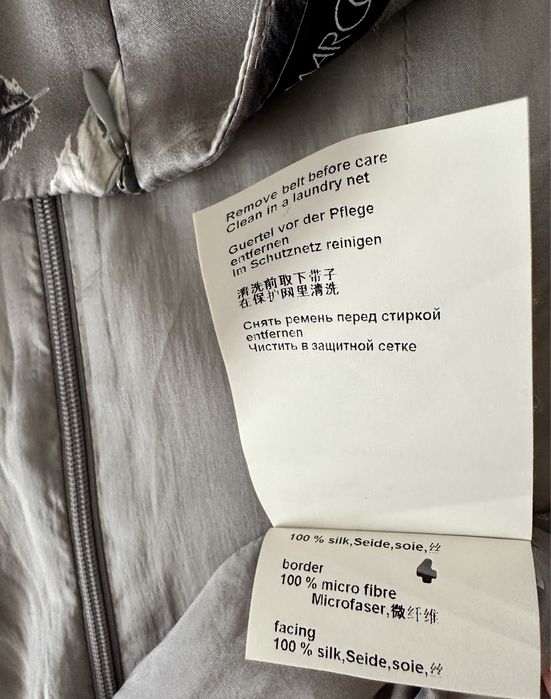 MARCC
Remove belt before care
Clean in a laundry net
Guertel vor der Pflege
entfernen
Im Schutznetz reinigen
清洗前取下带子
在保护网里清洗
Снять ремень перед стиркой
entfernen
Чистить в защитной сетке
100 % silk,Seide,soie,丝
4
border
100 % micro fibre
Microfaser,微纤维
facing
100 % silk,Seide,soie,丝